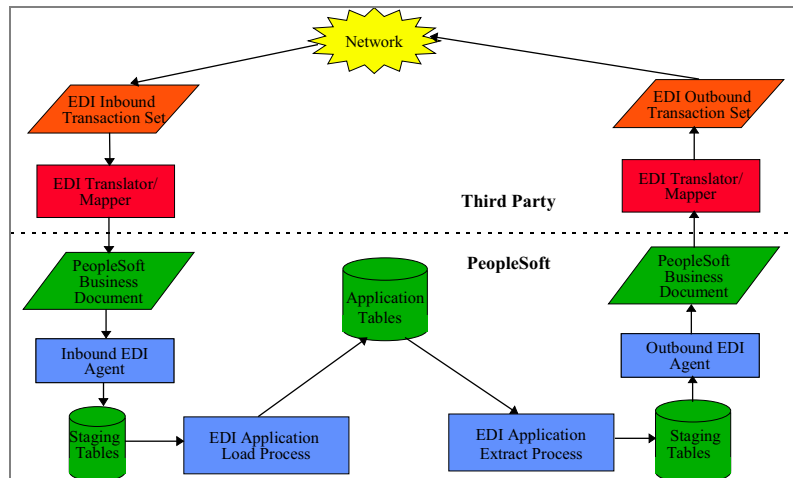 Network
EDI Inbound
Transaction Set
EDI Outbound
Transaction Set
EDI Translator/
Mapper
EDI Translator/
Mapper
Third Party
PeopleSoft
PeopleSoft
Business
Document
Application
Tables
PeopleSoft
Business
Document
Inbound EDI
Agent
Outbound EDI
Agent
Staging
Tables
EDI Application
Load Process
EDI Application
Extract Process
Staging
Tables